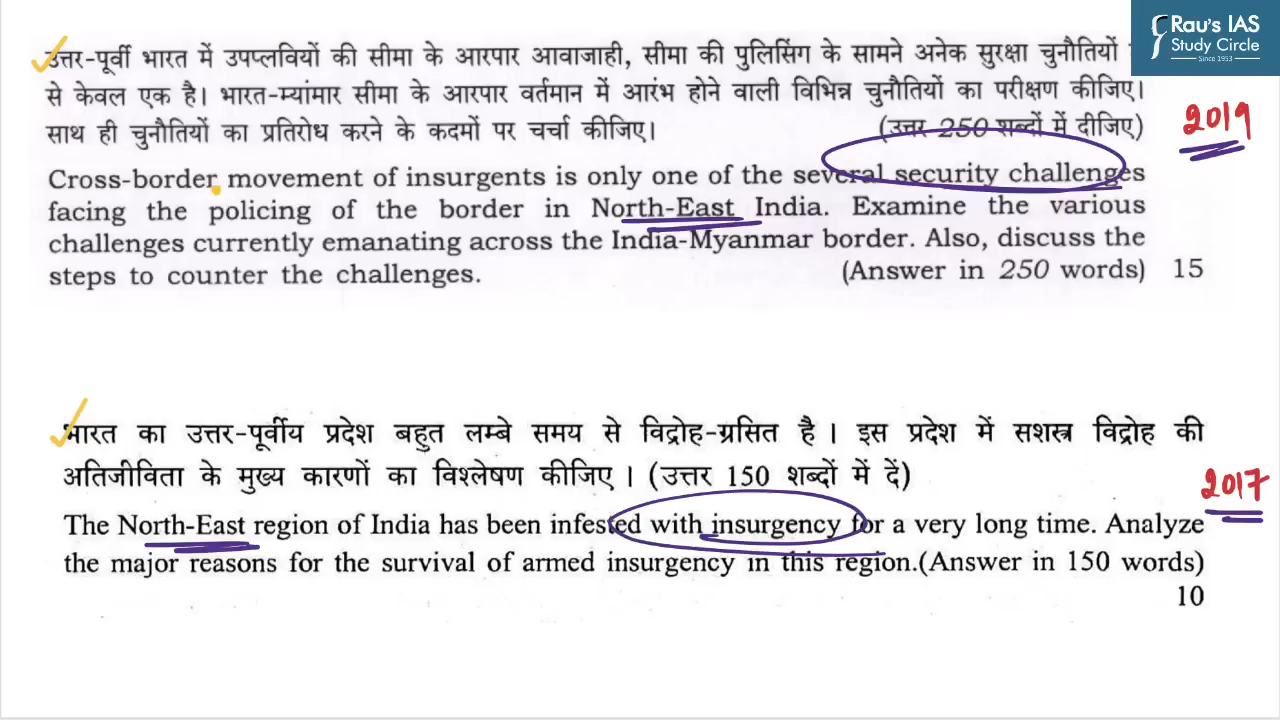 Rau's IAS
Study Circle
Since 1953
उत्तर-पूर्वी भारत में उपप्लवियों की सीमा के आरपार आवाजाही, सीमा की पुलिसिंग के सामने अनेक सुरक्षा चुनौतियों
से केवल एक है। भारत-म्यांमार सीमा के आरपार वर्तमान में आरंभ होने वाली विभिन्न चुनौतियों का परीक्षण कीजिए।
साथ ही चुनौतियों का प्रतिरोध करने के कदमों पर चर्चा कीजिए। (उत्तर 250 शब्दों में दीजिए)
2019
Cross-border movement of insurgents is only one of the several security challenges
facing the policing of the border in North-East India. Examine the various
challenges currently emanating across the India-Myanmar border. Also, discuss the
steps to counter the challenges. (Answer in 250 words) 15
भारत का उत्तर-पूर्वीय प्रदेश बहुत लम्बे समय से विद्रोह-ग्रसित है । इस प्रदेश में सशस्त्र विद्रोह की
अतिजीविता के मुख्य कारणों का विश्लेषण कीजिए । (उत्तर 150 शब्दों में दें)
2017
The North-East region of India has been infested with insurgency for a very long time. Analyze
the major reasons for the survival of armed insurgency in this region.(Answer in 150 words)
10